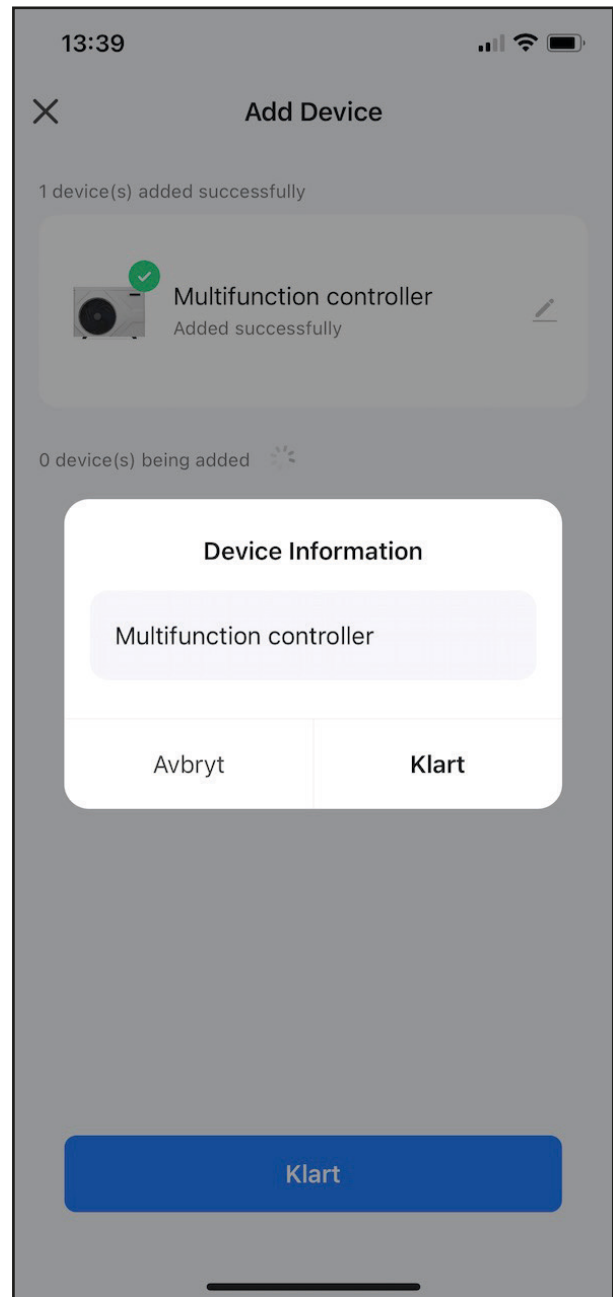 13:39
Add Device
1 device(s) added successfully
Multifunction controller
Added successfully
0 device(s) being added
Device Information
Multifunction controller
Avbryt
Klart
Klart